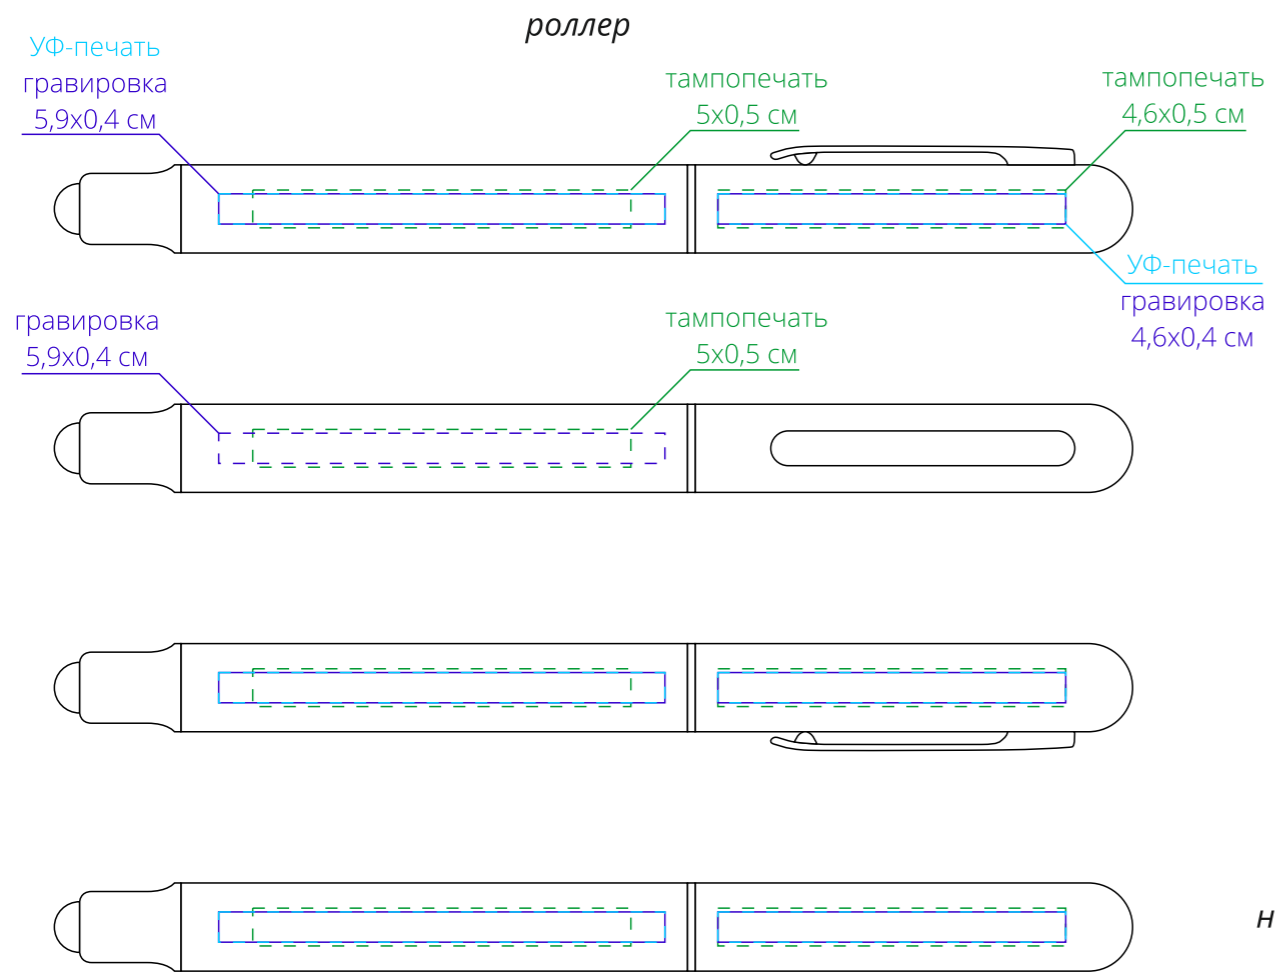 роллер
УФ-печать
гравировка
5,9х0,4 см
тампопечать
5х0,5 см
тампопечать
4,6х0,5 см
УФ-печать
гравировка
4,6х0,4 см
гравировка
5,9х0,4 см
тампопечать
5х0,5 см
н